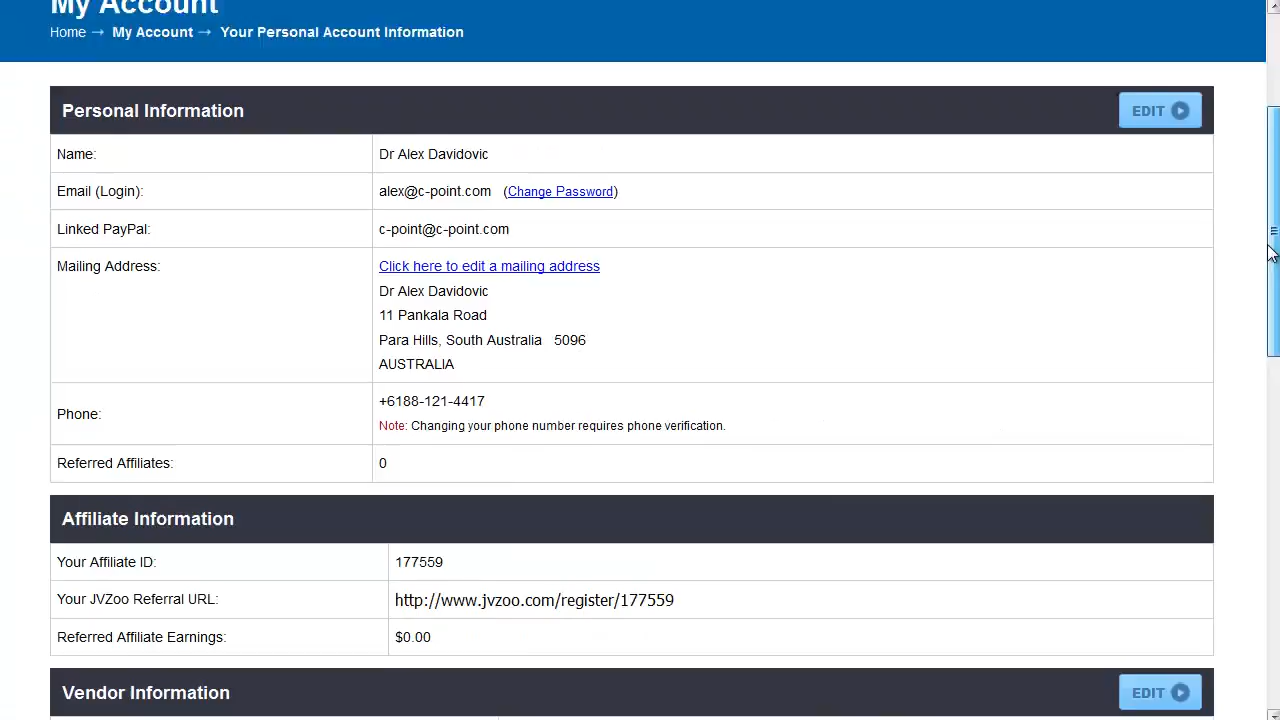 My Account
Home → My Account → Your Personal Account Information
Personal Information EDIT
Name: Dr Alex Davidovic
Email (Login): alex@c-point.com (Change Password)
Linked PayPal: c-point@c-point.com
Mailing Address: Click here to edit a mailing address
Dr Alex Davidovic
11 Pankala Road
Para Hills, South Australia 5096
AUSTRALIA
Phone: +6188-121-4417
Note: Changing your phone number requires phone verification.
Referred Affiliates: 0
Affiliate Information
Your Affiliate ID: 177559
Your JVZoo Referral URL: http://www.jvzoo.com/register/177559
Referred Affiliate Earnings: $0.00
Vendor Information EDIT